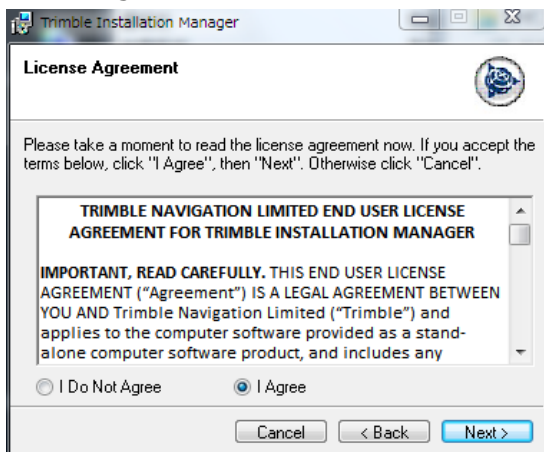 Trimble Installation Manager
License Agreement
Please take a moment to read the license agreement now. If you accept the
terms below, click "I Agree", then "Next". Otherwise click "Cancel".
TRIMBLE NAVIGATION LIMITED END USER LICENSE
AGREEMENT FOR TRIMBLE INSTALLATION MANAGER
IMPORTANT, READ CAREFULLY. THIS END USER LICENSE
AGREEMENT ("Agreement") IS A LEGAL AGREEMENT BETWEEN
YOU AND Trimble Navigation Limited ("Trimble") and
applies to the computer software provided as a stand-
alone computer software product, and includes any
I Do Not Agree I Agree
Cancel < Back Next >